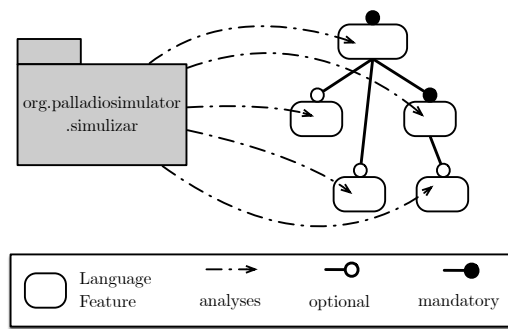 org.palladiosimulator
.simulizar
Language
Feature
analyses
optional
mandatory